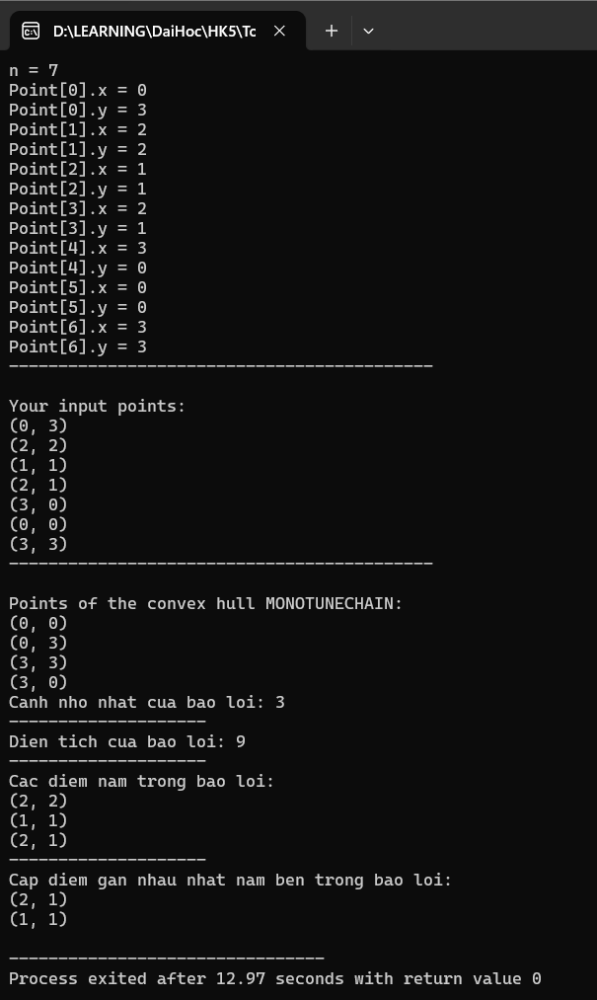 D:\LEARNING\DaiHoc\HK5\Tc
n = 7
Point[0].x = 0
Point[0].y = 3
Point[1].x = 2
Point[1].y = 2
Point[2].x = 1
Point[2].y = 1
Point[3].x = 2
Point[3].y = 1
Point[4].x = 3
Point[4].y = 0
Point[5].x = 0
Point[5].y = 0
Point[6].x = 3
Point[6].y = 3
-------------------------------------------
Your input points:
(0, 3)
(2, 2)
(1, 1)
(2, 1)
(3, 0)
(0, 0)
(3, 3)
-------------------------------------------
Points of the convex hull MONOTUNECHAIN:
(0, 0)
(0, 3)
(3, 3)
(3, 0)
Canh nho nhat cua bao loi: 3
--------------------
Dien tich cua bao loi: 9
--------------------
Cac diem nam trong bao loi:
(2, 2)
(1, 1)
(2, 1)
--------------------
Cap diem gan nhau nhat nam ben trong bao loi:
(2, 1)
(1, 1)
--------------------------------
Process exited after 12.97 seconds with return value 0